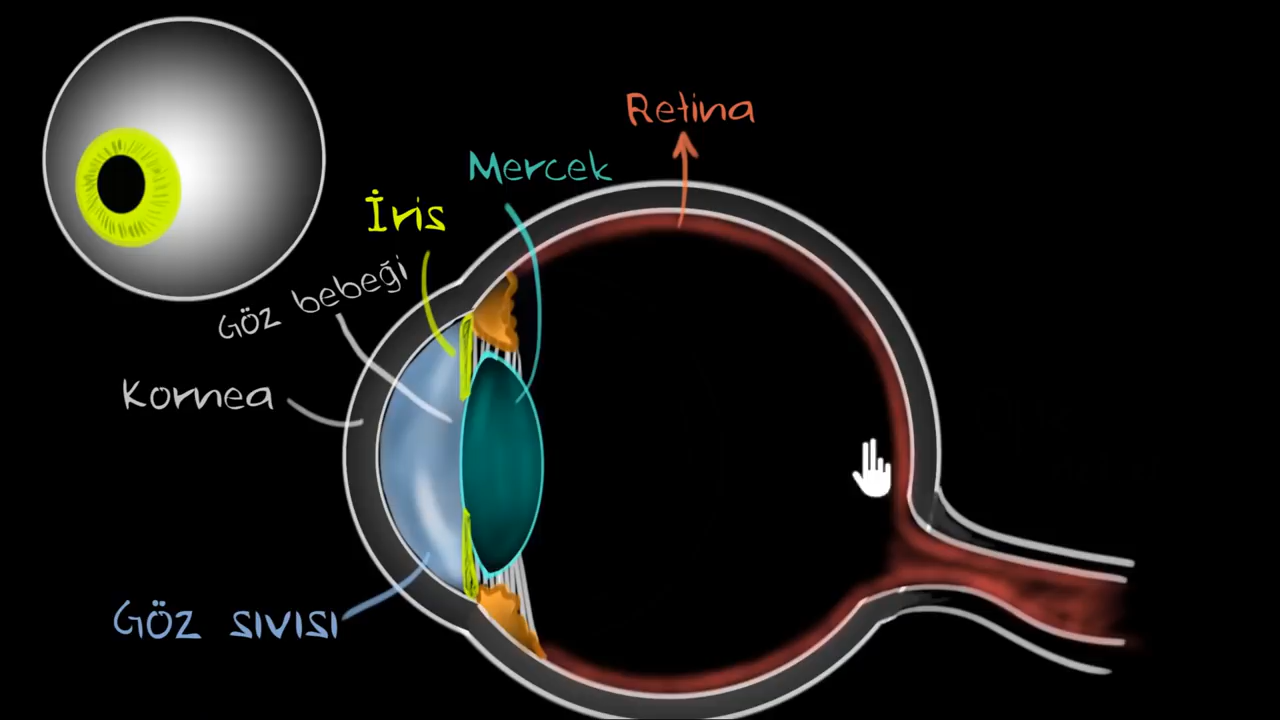 Retina
Mercek
İris
Göz bebeği
Kornea
Göz sıvısı